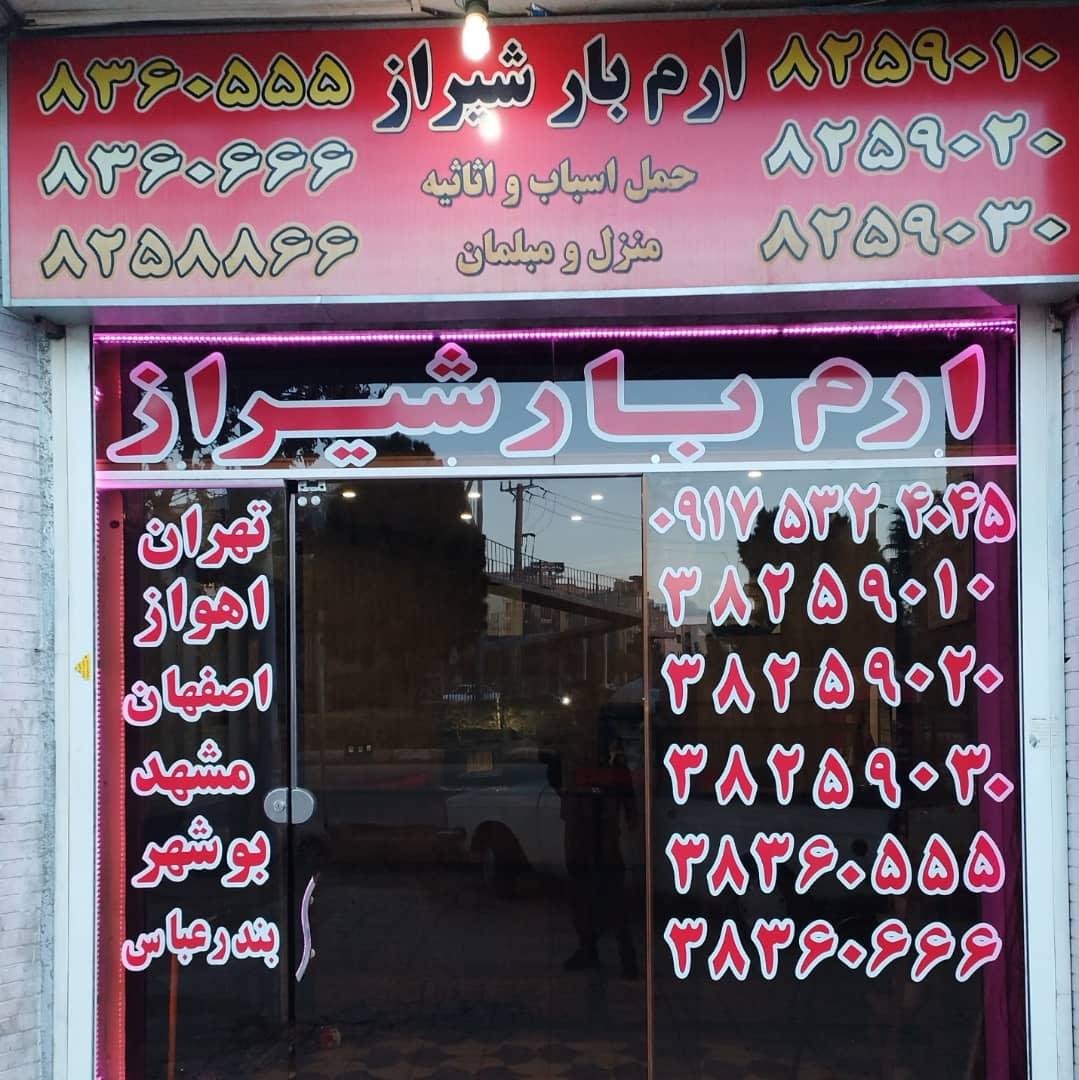 ارم بار شیراز
۸۲۵۹۰۱۰
۸۲۵۹۰۲۰
۸۲۵۹۰۳۰
حمل اسباب و اثاثیه
منزل و مبلمان
۸۳۶۰۵۵۵
۸۳۶۰۶۶۶
۸۲۵۸۸۶۶
ارم بار شیراز
۰۹۱۷ ۵۳۲ ۴۰۴۵
۳۸۲۵۹۰۱۰
۳۸۲۵۹۰۲۰
۳۸۲۵۹۰۳۰
۳۸۳۶۰۵۵۵
۳۸۳۶۰۶۶۶
تهران
اهواز
اصفهان
مشهد
بوشهر
بندرعباس